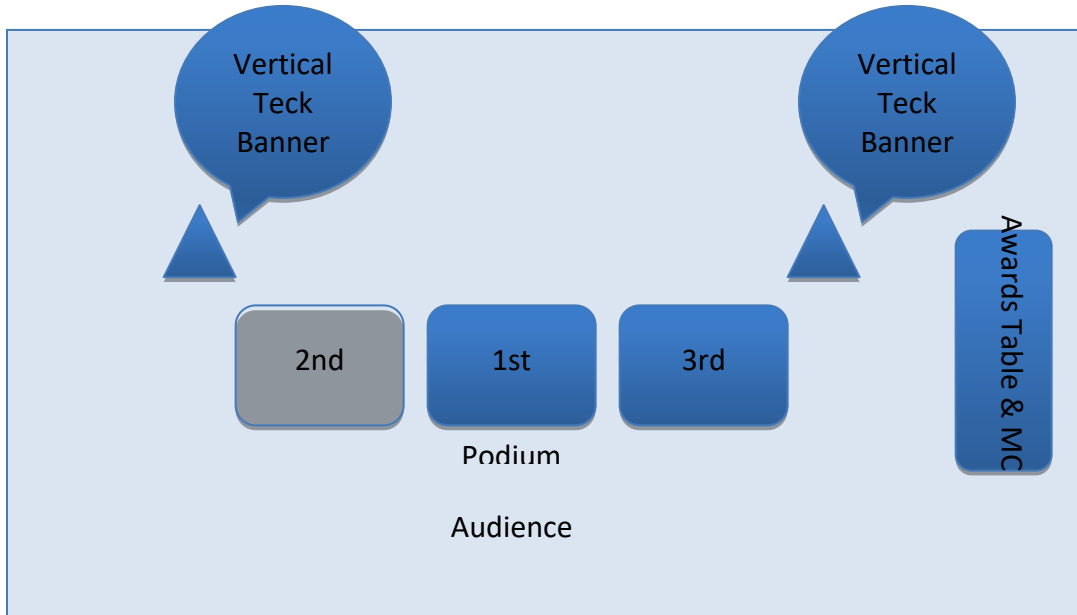 Vertical
Teck
Banner
Vertical
Teck
Banner
2nd
1st
3rd
Awards Table & MC
Podium
Audience